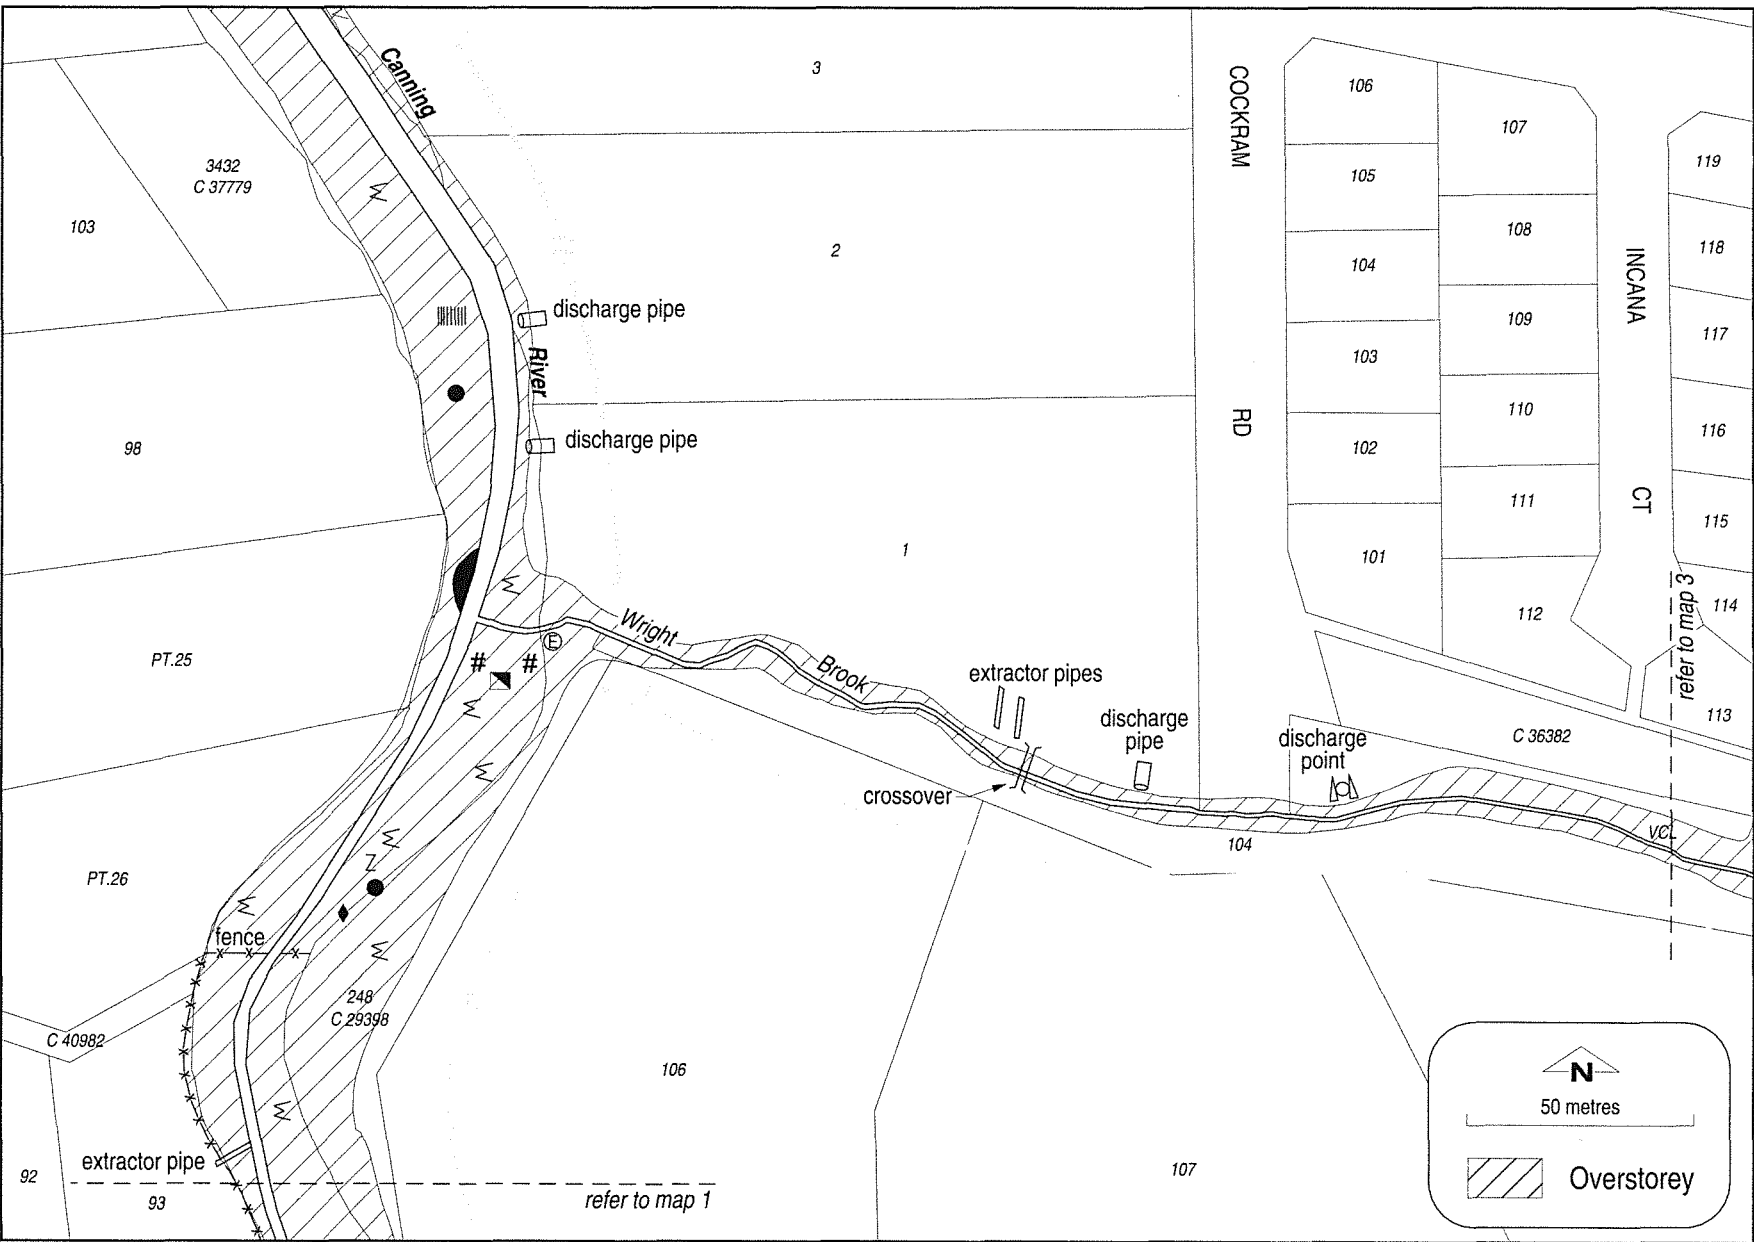 Canning
River
3
COCKRAM
RD
106
107
119
3432
C 37779
105
103
108
118
2
104
INCANA
CT
discharge pipe
109
117
103
discharge pipe
98
110
116
102
111
115
1
101
E
Wright
Brook
112
114
refer to map 3
# #
PT.25
extractor pipes
113
discharge
pipe
discharge
point
C 36382
crossover
VCL
104
Z
PT.26
fence
248
C 29398
C 40982
106
N
50 metres
Overstorey
extractor pipe
107
92
93
refer to map 1